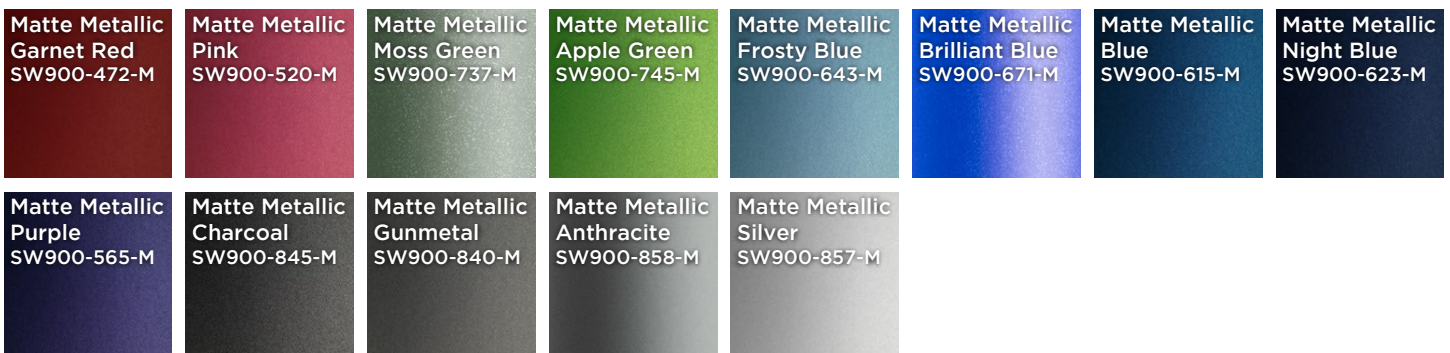 Matte Metallic
Garnet Red
SW900-472-M
Matte Metallic
Pink
SW900-520-M
Matte Metallic
Moss Green
SW900-737-M
Matte Metallic
Apple Green
SW900-745-M
Matte Metallic
Frosty Blue
SW900-643-M
Matte Metallic
Brilliant Blue
SW900-671-M
Matte Metallic
Blue
SW900-615-M
Matte Metallic
Night Blue
SW900-623-M
Matte Metallic
Purple
SW900-565-M
Matte Metallic
Charcoal
SW900-845-M
Matte Metallic
Gunmetal
SW900-840-M
Matte Metallic
Anthracite
SW900-858-M
Matte Metallic
Silver
SW900-857-M